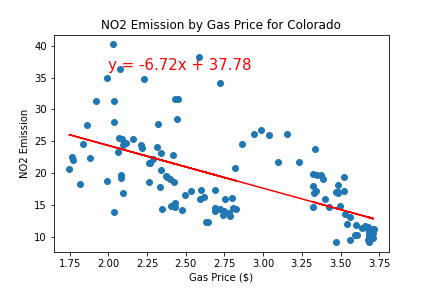 NO2 Emission by Gas Price for Colorado
y = -6.72x + 37.78
NO2 Emission
40
35
30
25
20
15
10
1.75 2.00 2.25 2.50 2.75 3.00 3.25 3.50 3.75
Gas Price ($)